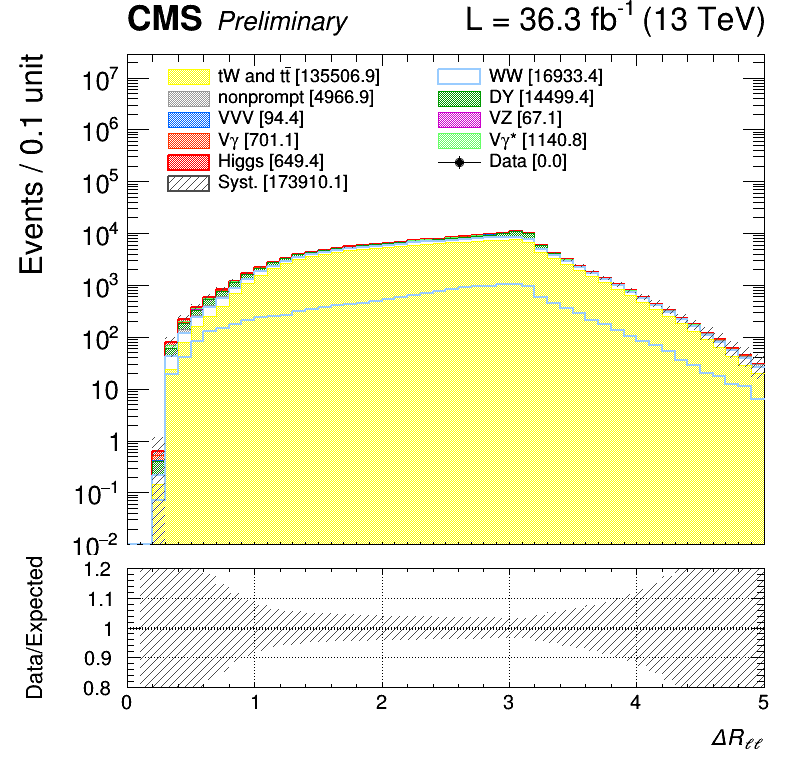 CMS Preliminary L = 36.3 fb⁻¹ (13 TeV)
Events / 0.1 unit
10⁷
10⁶
10⁵
10⁴
10³
10²
10
1
10⁻¹
10⁻²
tW and tt̄ [135506.9]
WW [16933.4]
nonprompt [4966.9]
DY [14499.4]
VVV [94.4]
VZ [67.1]
Vγ [701.1]
Vγ* [1140.8]
Higgs [649.4]
Data [0.0]
Syst. [173910.1]
Data/Expected
1.2
1.1
1
0.9
0.8
0 1 2 3 4 5
ΔR_ℓℓ